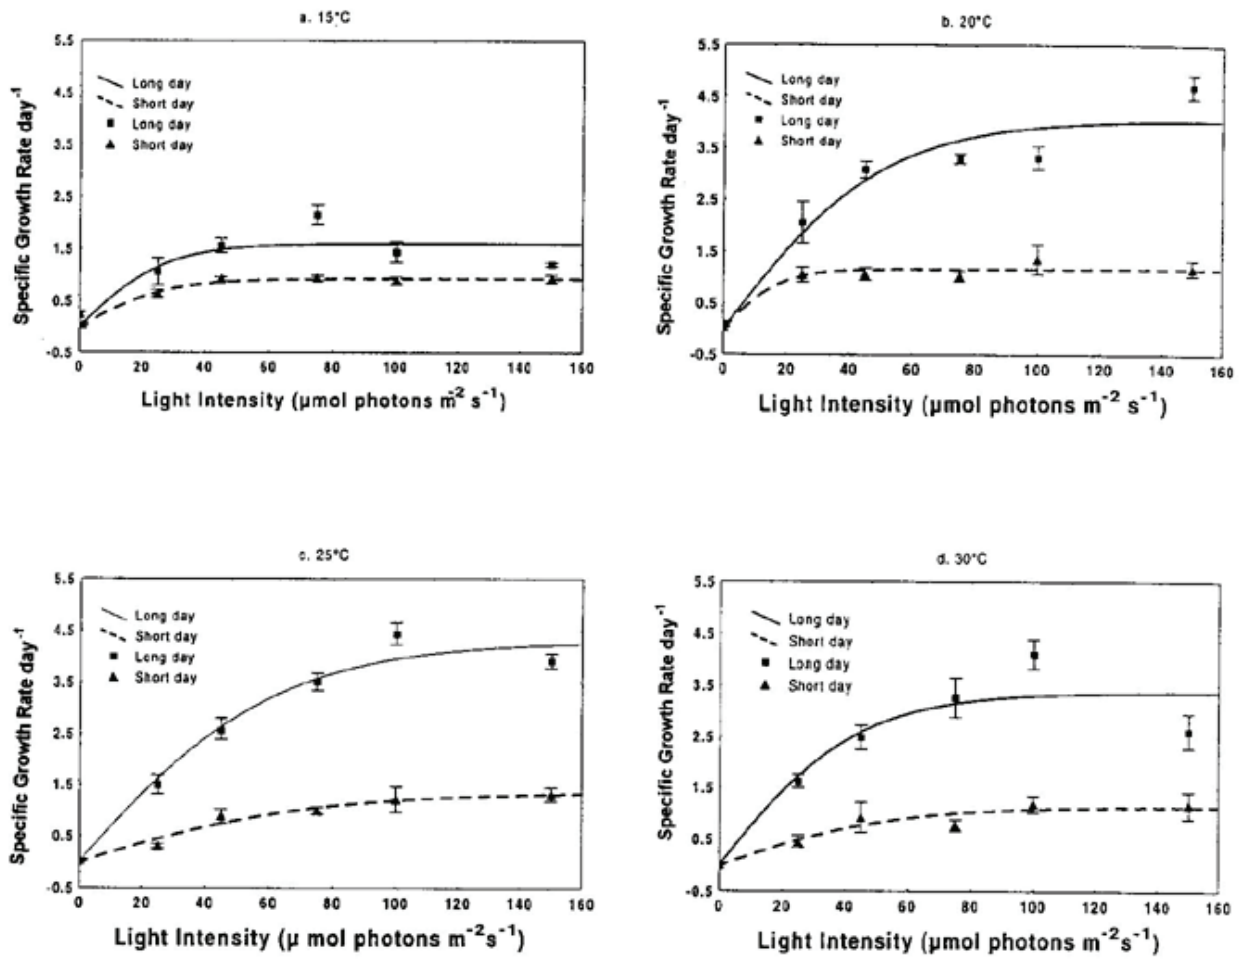 a. 15°C
5.5
4.5
3.5
2.5
1.5
0.5
-0.5
Specific Growth Rate day-1
Long day
Short day
Long day
Short day
0 20 40 60 80 100 120 140 160
Light Intensity (µmol photons m-2 s-1)
b. 20°C
5.5
4.5
3.5
2.5
1.5
0.5
-0.5
Specific Growth Rate day-1
Long day
Short day
Long day
Short day
0 20 40 60 80 100 120 140 160
Light Intensity (µmol photons m-2 s-1)
c. 25°C
5.5
4.5
3.5
2.5
1.5
0.5
-0.5
Specific Growth Rate day-1
Long day
Short day
Long day
Short day
0 20 40 60 80 100 120 140 160
Light Intensity (µ mol photons m-2s-1)
d. 30°C
5.5
4.5
3.5
2.5
1.5
0.5
-0.5
Specific Growth Rate day-1
Long day
Short day
Long day
Short day
0 20 40 60 80 100 120 140 160
Light Intensity (µmol photons m-2 s-1)